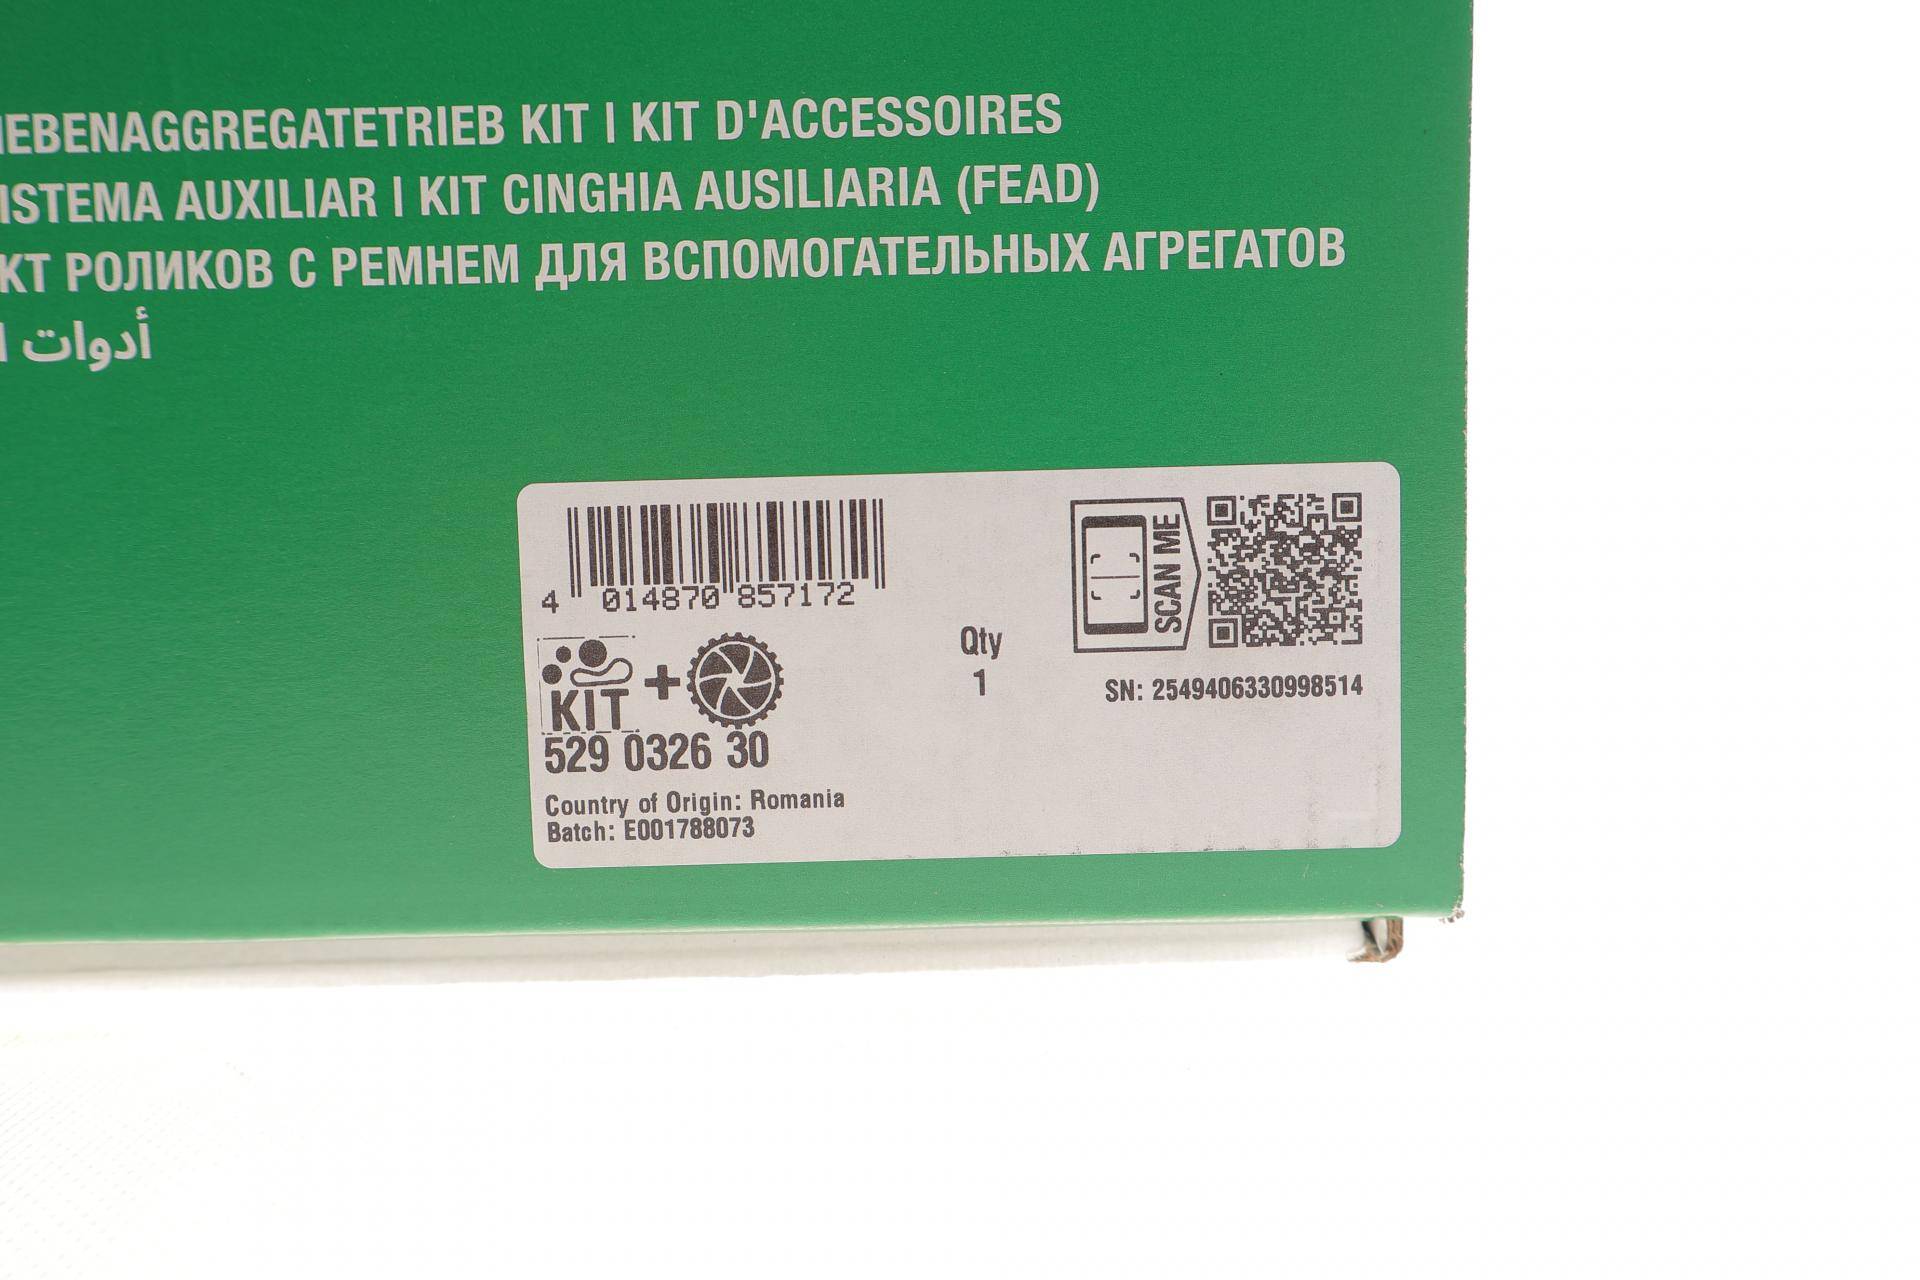 IEBENAGGREGATETRIEB KIT | KIT D'ACCESSOIRES
ISTEMA AUXILIAR | KIT CINGHIA AUSILIARIA (FEAD)
КТ РОЛИКОВ С РЕМНЕМ ДЛЯ ВСПОМОГАТЕЛЬНЫХ АГРЕГАТОВ
أدوات ا
4 014870 857172
SCAN ME
Qty
1
SN: 2549406330998514
KIT +
529 0326 30
Country of Origin: Romania
Batch: E001788073